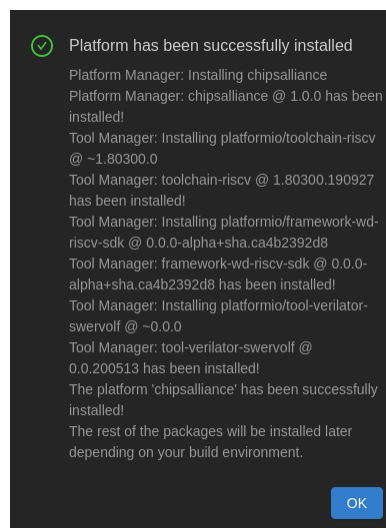 Platform has been successfully installed
Platform Manager: Installing chipsalliance
Platform Manager: chipsalliance @ 1.0.0 has been
installed!
Tool Manager: Installing platformio/toolchain-riscv
@ ~1.80300.0
Tool Manager: toolchain-riscv @ 1.80300.190927
has been installed!
Tool Manager: Installing platformio/framework-wd-
riscv-sdk @ 0.0.0-alpha+sha.ca4b2392d8
Tool Manager: framework-wd-riscv-sdk @ 0.0.0-
alpha+sha.ca4b2392d8 has been installed!
Tool Manager: Installing platformio/tool-verilator-
swervolf @ ~0.0.0
Tool Manager: tool-verilator-swervolf @
0.0.200513 has been installed!
The platform 'chipsalliance' has been successfully
installed!
The rest of the packages will be installed later
depending on your build environment.
OK